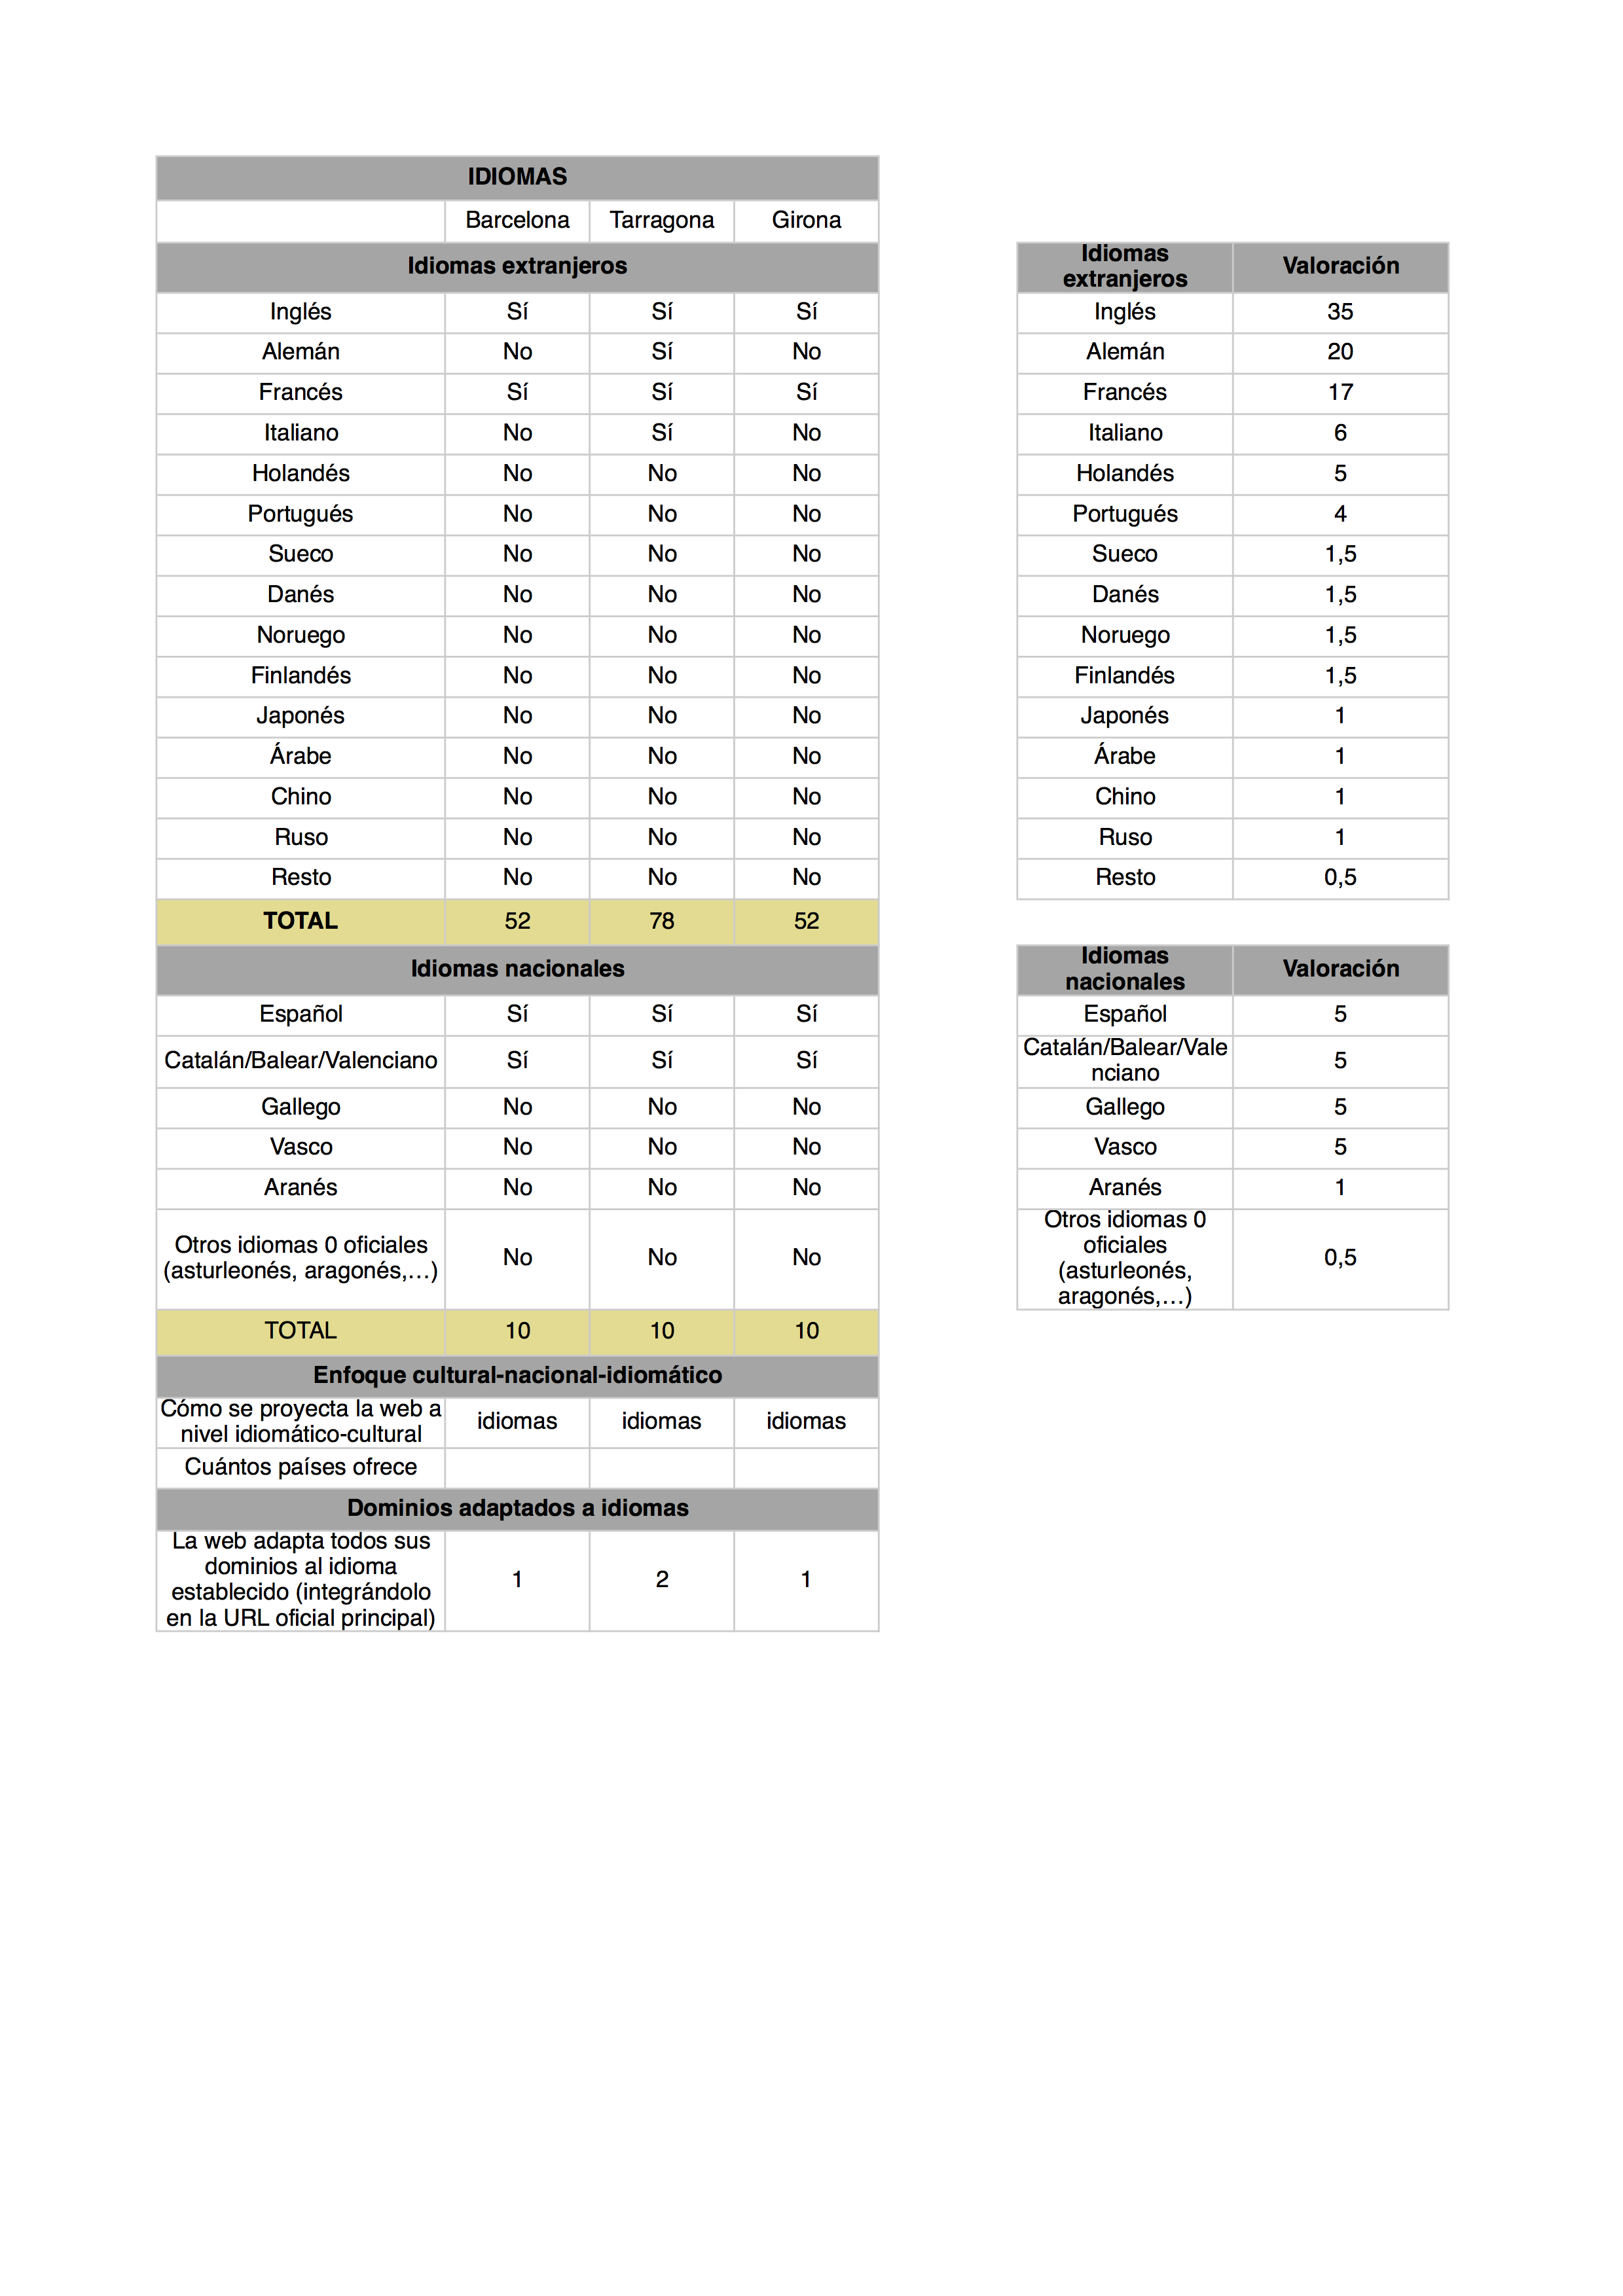 IDIOMAS
Barcelona Tarragona Girona
Idiomas extranjeros
Inglés Sí Sí Sí
Alemán No Sí No
Francés Sí Sí Sí
Italiano No Sí No
Holandés No No No
Portugués No No No
Sueco No No No
Danés No No No
Noruego No No No
Finlandés No No No
Japonés No No No
Árabe No No No
Chino No No No
Ruso No No No
Resto No No No
TOTAL 52 78 52
Idiomas nacionales
Español Sí Sí Sí
Catalán/Balear/Valenciano Sí Sí Sí
Gallego No No No
Vasco No No No
Aranés No No No
Otros idiomas 0 oficiales
(asturleonés, aragonés,...) No No No
TOTAL 10 10 10
Enfoque cultural-nacional-idiomático
Cómo se proyecta la web a
nivel idiomático-cultural idiomas idiomas idiomas
Cuántos países ofrece
Dominios adaptados a idiomas
La web adapta todos sus
dominios al idioma
establecido (integrándolo
en la URL oficial principal) 1 2 1
Idiomas
extranjeros Valoración
Inglés 35
Alemán 20
Francés 17
Italiano 6
Holandés 5
Portugués 4
Sueco 1,5
Danés 1,5
Noruego 1,5
Finlandés 1,5
Japonés 1
Árabe 1
Chino 1
Ruso 1
Resto 0,5
Idiomas
nacionales Valoración
Español 5
Catalán/Balear/Vale
nciano 5
Gallego 5
Vasco 5
Aranés 1
Otros idiomas 0
oficiales
(asturleonés,
aragonés,...) 0,5